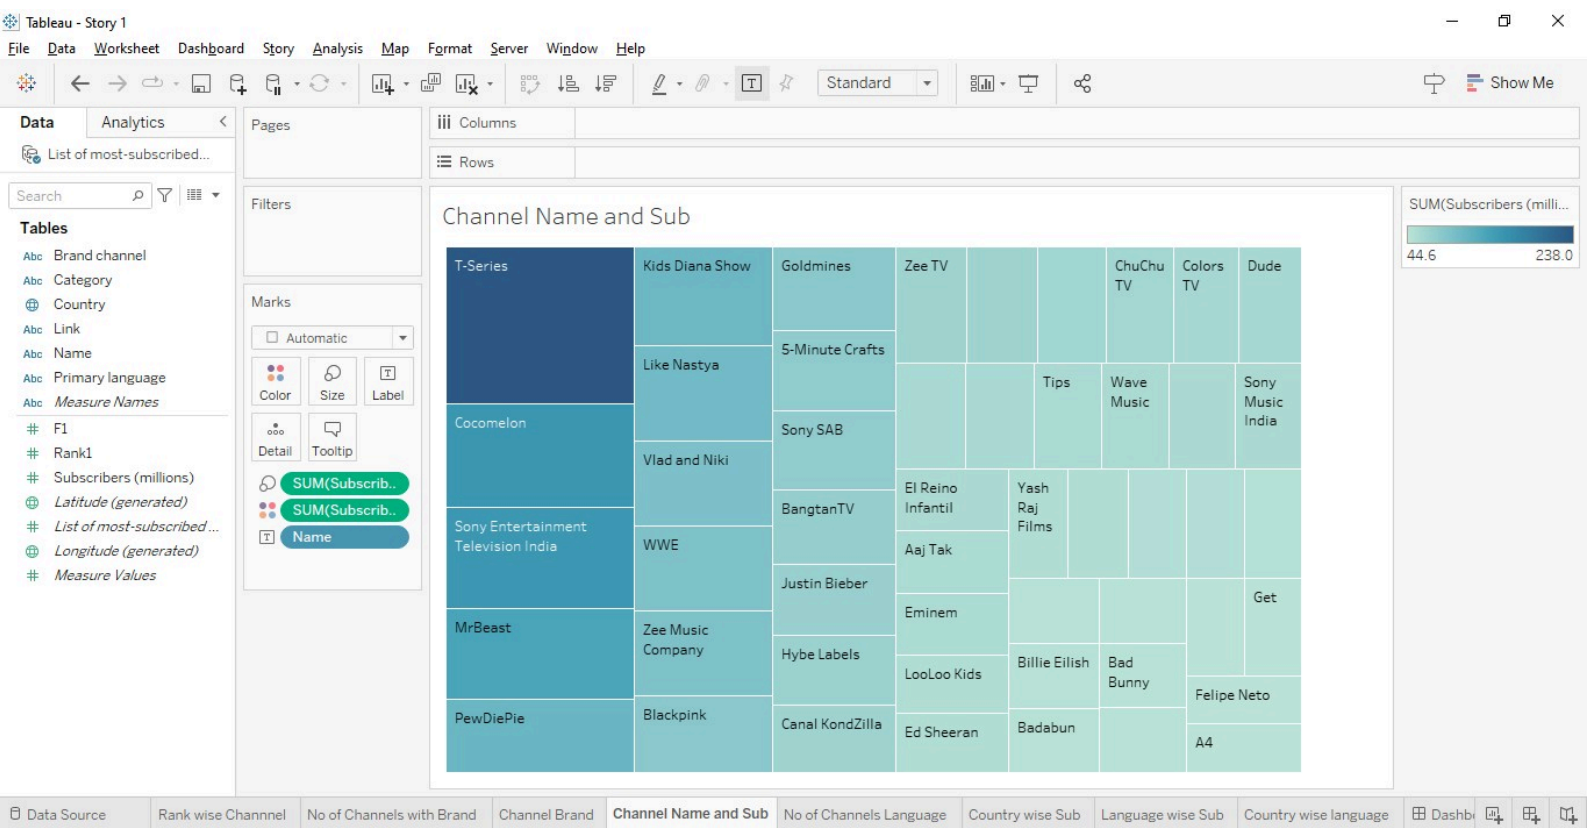 Tableau - Story 1
File Data Worksheet Dashboard Story Analysis Map Format Server Window Help
Standard
Show Me
Data Analytics
List of most-subscribed...
Search
Tables
Abc Brand channel
Abc Category
Country
Abc Link
Abc Name
Abc Primary language
Abc Measure Names
# F1
# Rank1
# Subscribers (millions)
Latitude (generated)
# List of most-subscribed ...
Longitude (generated)
# Measure Values
Pages
Filters
Marks
Automatic
Color Size Label
Detail Tooltip
SUM(Subscrib..
SUM(Subscrib..
Name
Columns
Rows
Channel Name and Sub
T-Series
Cocomelon
Sony Entertainment
Television India
MrBeast
PewDiePie
Kids Diana Show
Like Nastya
Vlad and Niki
WWE
Zee Music
Company
Blackpink
Goldmines
5-Minute Crafts
Sony SAB
BangtanTV
Justin Bieber
Hybe Labels
Canal KondZilla
Zee TV
ChuChu
TV
Colors
TV
Dude
Tips
Wave
Music
Sony
Music
India
El Reino
Infantil
Aaj Tak
Eminem
LooLoo Kids
Ed Sheeran
Yash
Raj
Films
Billie Eilish
Badabun
Bad
Bunny
Get
Felipe Neto
A4
SUM(Subscribers (milli...
44.6 238.0
Data Source Rank wise Channnel No of Channels with Brand Channel Brand Channel Name and Sub No of Channels Language Country wise Sub Language wise Sub Country wise language Dashb